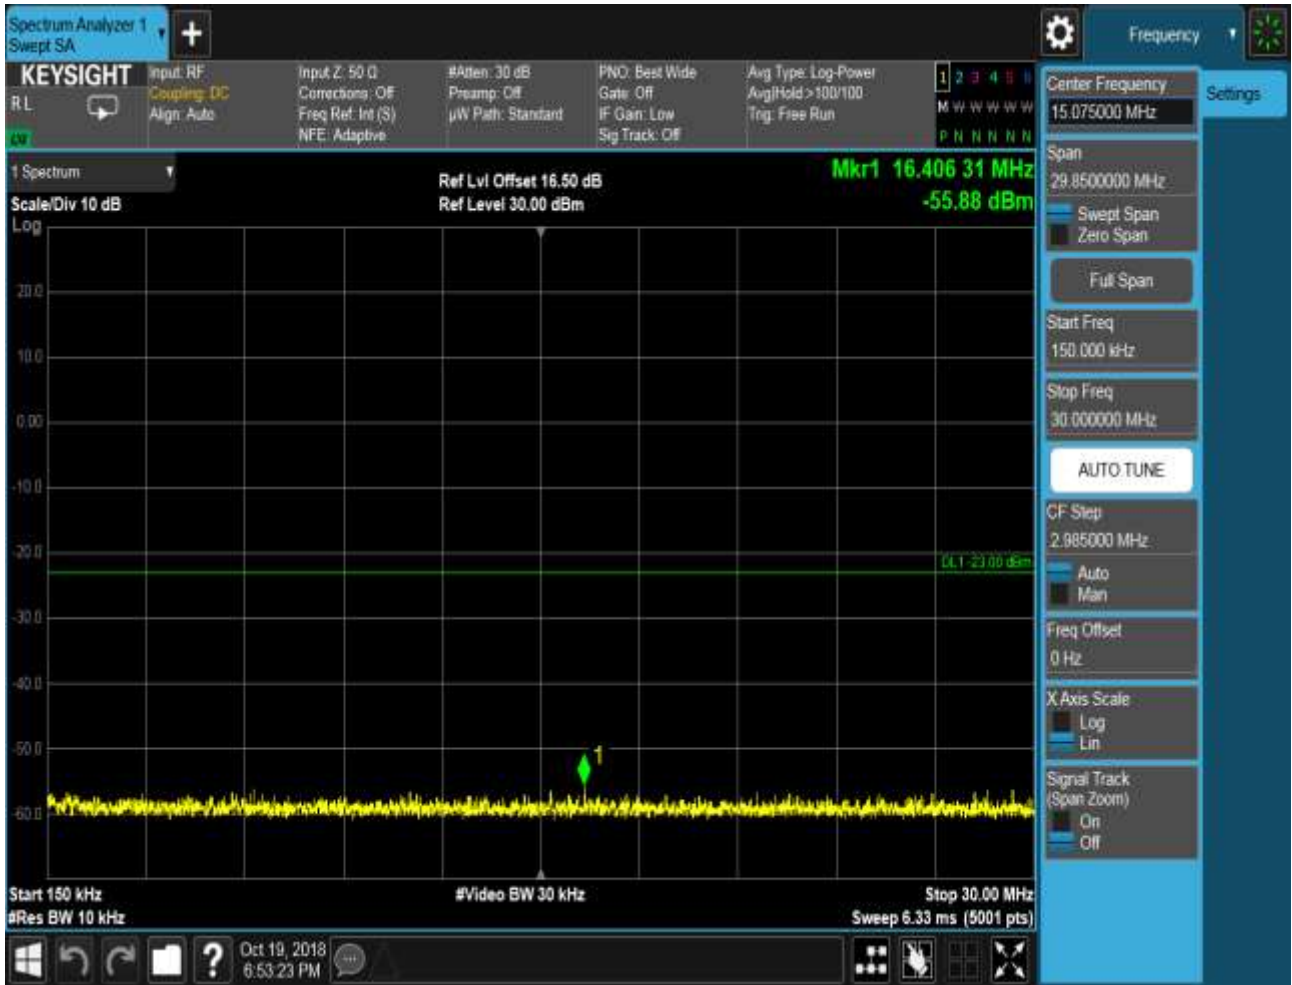 Spectrum Analyzer 1
Swept SA
Frequency
KEYSIGHT
RL
Input: RF
Coupling: DC
Align: Auto
Input Z: 50 Ω
Corrections: Off
Freq Ref: Int (S)
NFE: Adaptive
#Atten: 30 dB
Preamp: Off
µW Path: Standard
PNO: Best Wide
Gate: Off
IF Gain: Low
Sig Track: Off
Avg Type: Log-Power
Avg|Hold:>100/100
Trig: Free Run
1 2 3 4 5 6
M W W W W W
P N N N N N
1 Spectrum
Scale/Div 10 dB
Log
Ref Lvl Offset 16.50 dB
Ref Level 30.00 dBm
Mkr1 16.406 31 MHz
-55.88 dBm
20.0
10.0
0.00
-10.0
-20.0
-30.0
-40.0
-50.0
-60.0
DL1 -23.00 dBm
1
Start 150 kHz
#Res BW 10 kHz
#Video BW 30 kHz
Stop 30.00 MHz
Sweep 6.33 ms (5001 pts)
Center Frequency
15.075000 MHz
Settings
Span
29.8500000 MHz
Swept Span
Zero Span
Full Span
Start Freq
150.000 kHz
Stop Freq
30.000000 MHz
AUTO TUNE
CF Step
2.985000 MHz
Auto
Man
Freq Offset
0 Hz
X Axis Scale
Log
Lin
Signal Track
(Span Zoom)
On
Off
Oct 19, 2018
6:53:23 PM